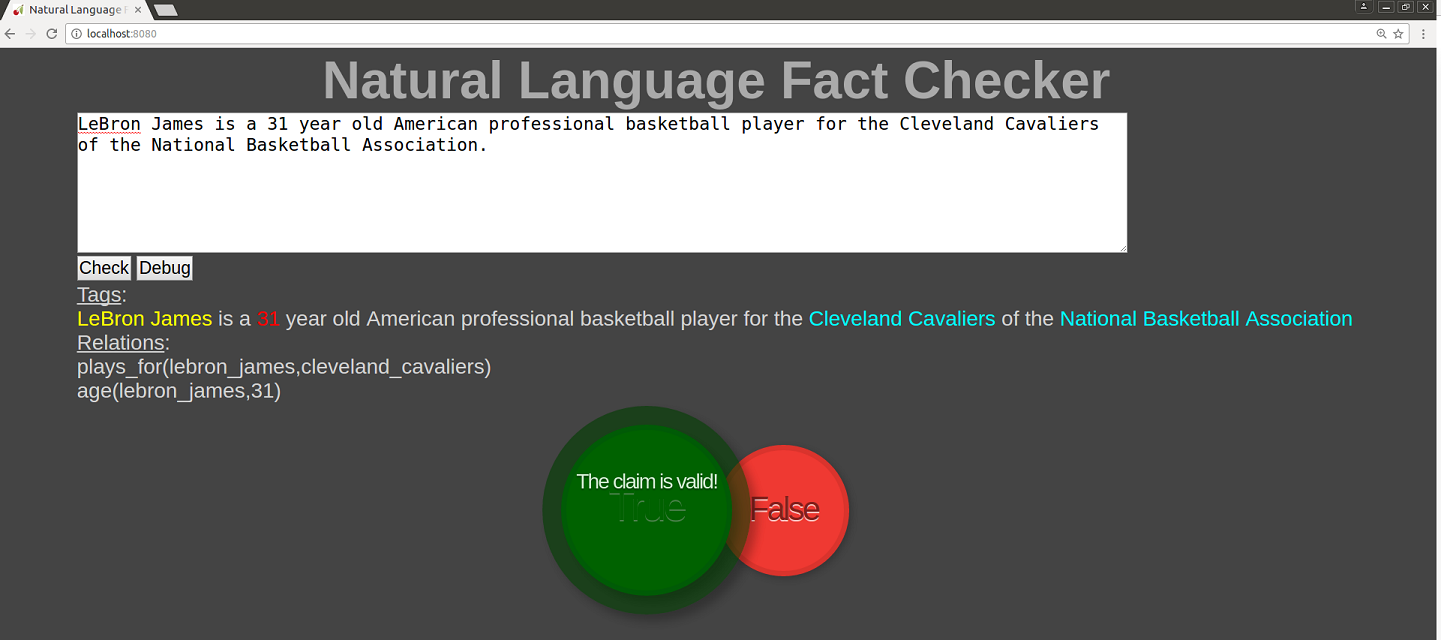 Natural Language F
localhost:8080
Natural Language Fact Checker
LeBron James is a 31 year old American professional basketball player for the Cleveland Cavaliers
of the National Basketball Association.
Check Debug
Tags:
LeBron James is a 31 year old American professional basketball player for the Cleveland Cavaliers of the National Basketball Association
Relations:
plays_for(lebron_james,cleveland_cavaliers)
age(lebron_james,31)
The claim is valid!
True False